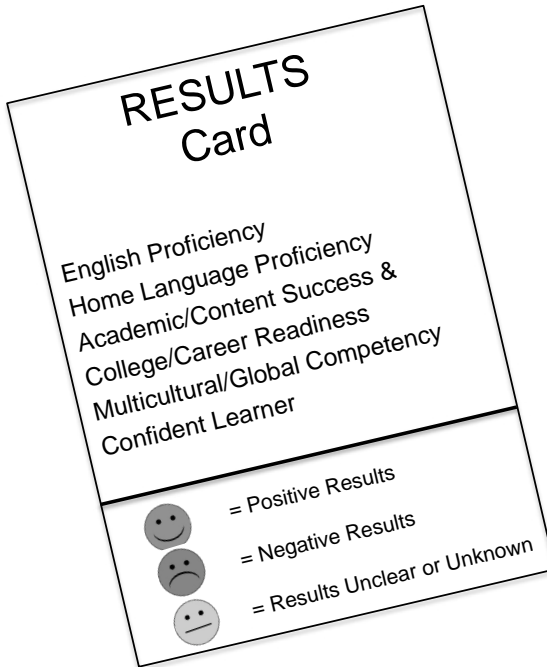 RESULTS
Card
English Proficiency
Home Language Proficiency
Academic/Content Success &
College/Career Readiness
Multicultural/Global Competency
Confident Learner
= Positive Results
= Negative Results
= Results Unclear or Unknown